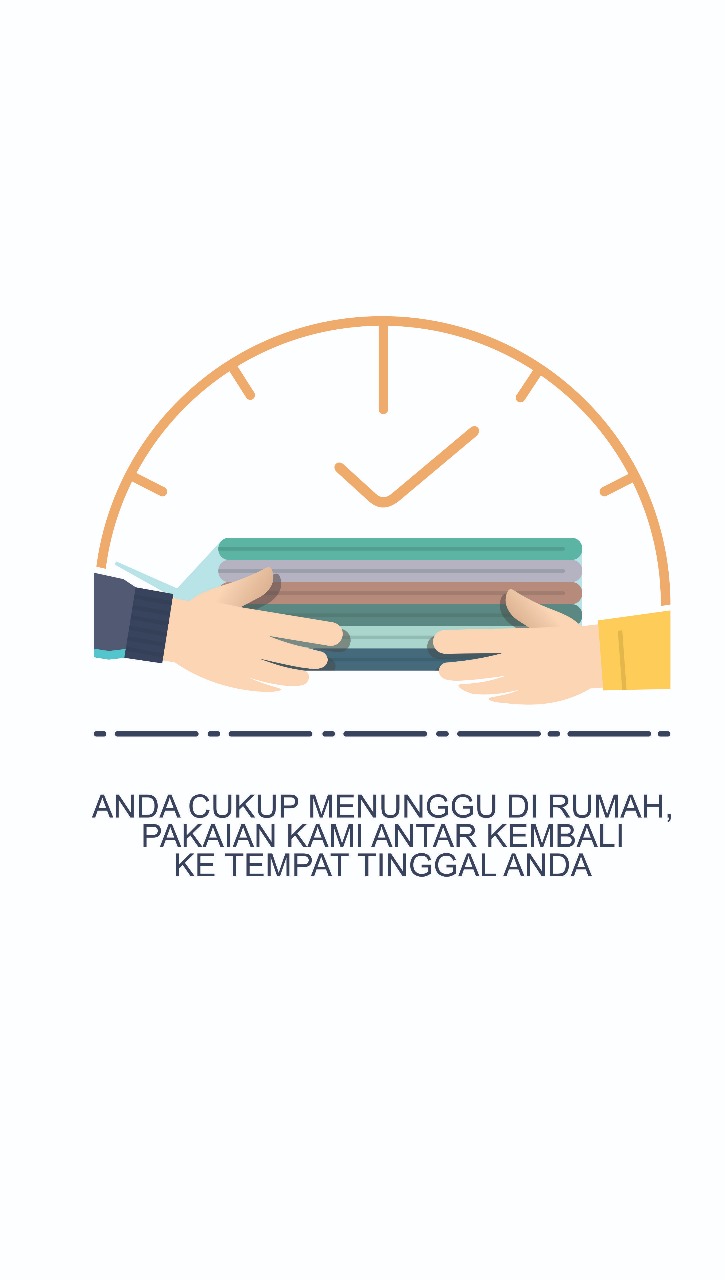 ANDA CUKUP MENUNGGU DI RUMAH,
PAKAIAN KAMI ANTAR KEMBALI
KE TEMPAT TINGGAL ANDA